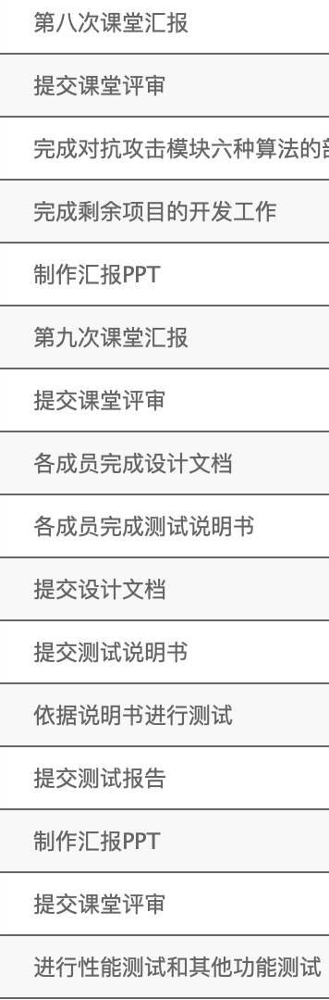 第八次课堂汇报
提交课堂评审
完成对抗攻击模块六种算法的
完成剩余项目的开发工作
制作汇报PPT
第九次课堂汇报
提交课堂评审
各成员完成设计文档
各成员完成测试说明书
提交设计文档
提交测试说明书
依据说明书进行测试
提交测试报告
制作汇报PPT
提交课堂评审
进行性能测试和其他功能测试